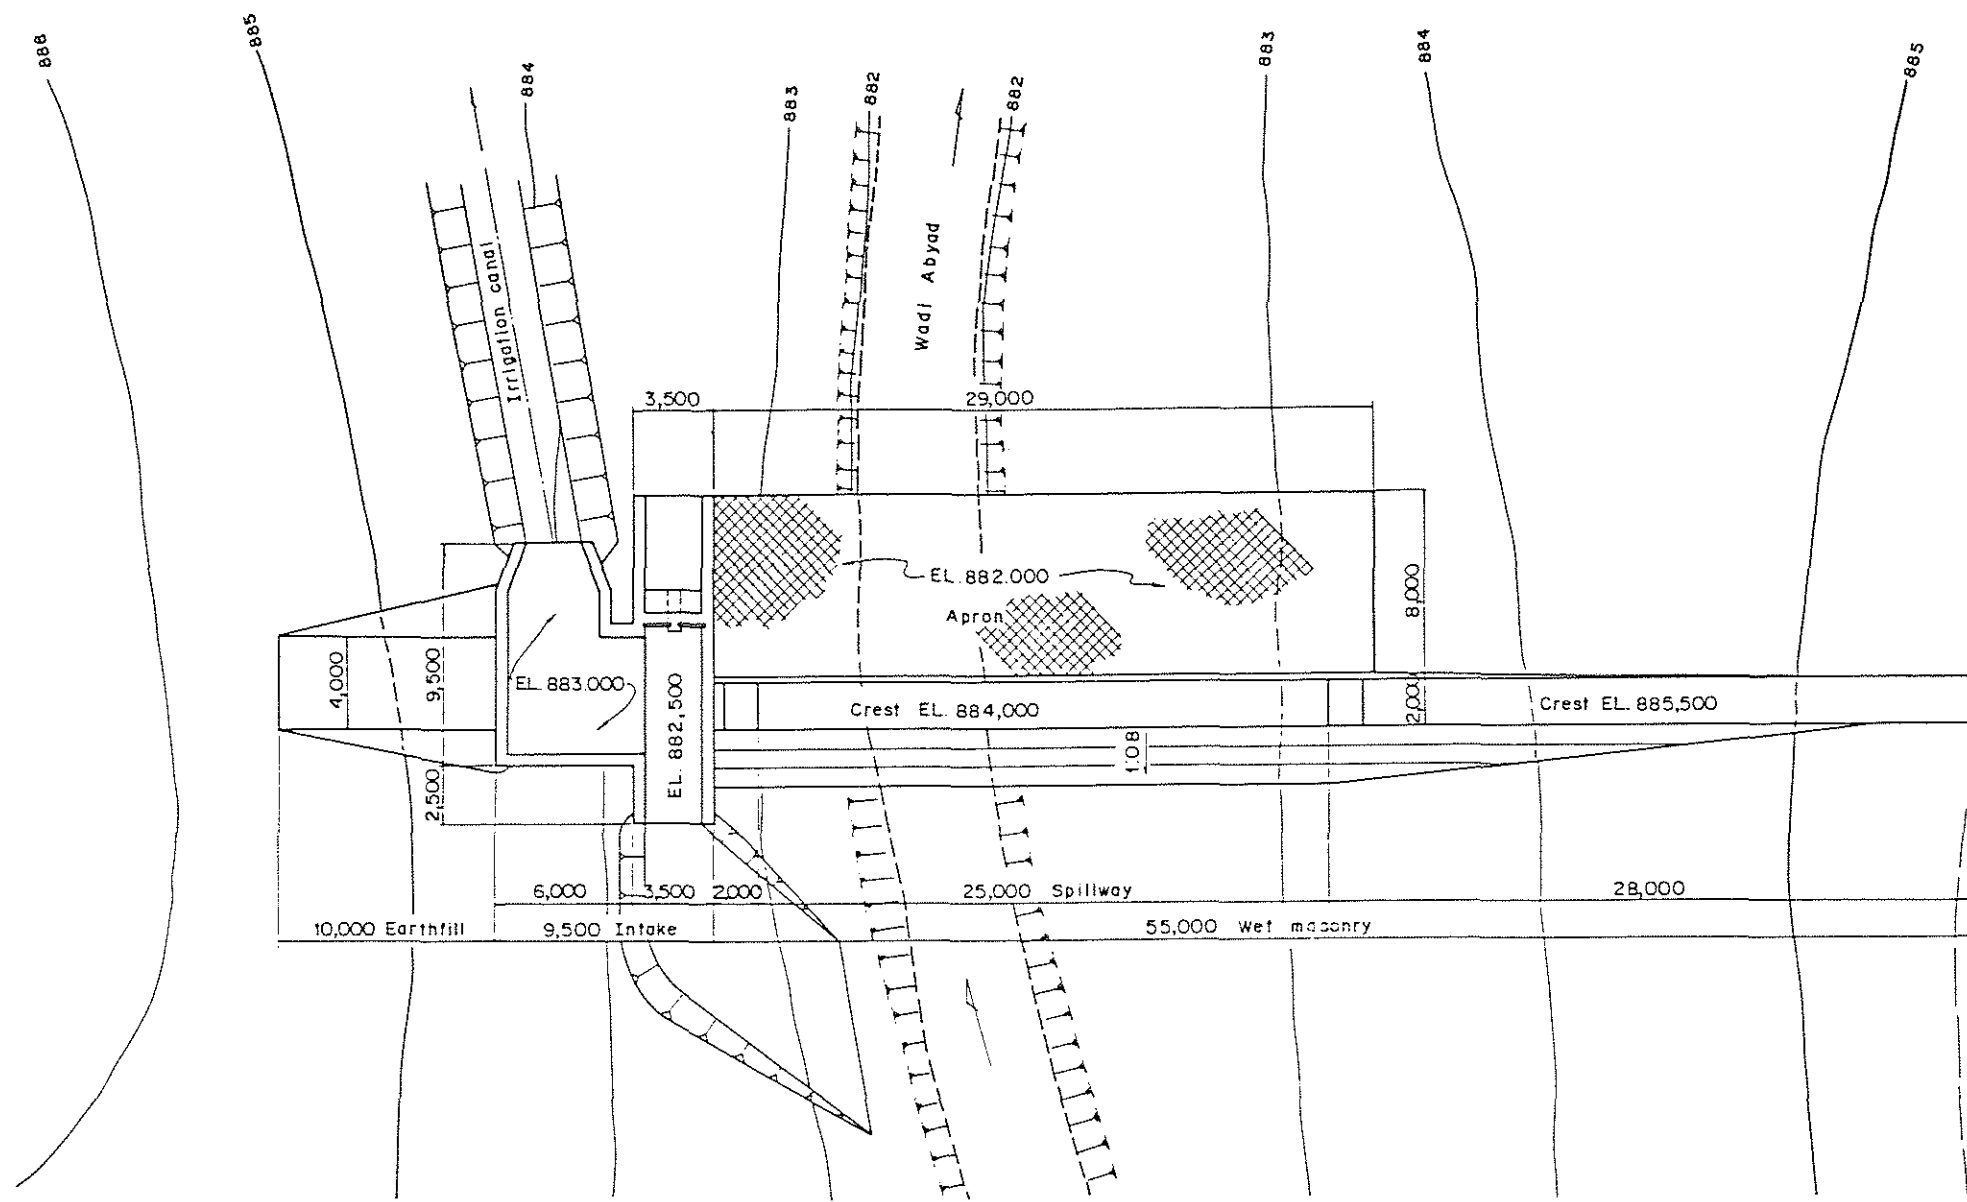 886
885
884
883
882
882
883
884
885
Irrigation canal
Wadi Abyad
3,500
29,000
EL.882.000
Apron
8,000
4,000
9,500
EL.883.000
EL. 882,500
Crest EL. 884,000
2,000
Crest EL. 885,500
1:0.8
2,500
6,000
3,500
2,000
25,000 Spillway
28,000
10,000 Earthfill
9,500 Intake
55,000 Wet masonry